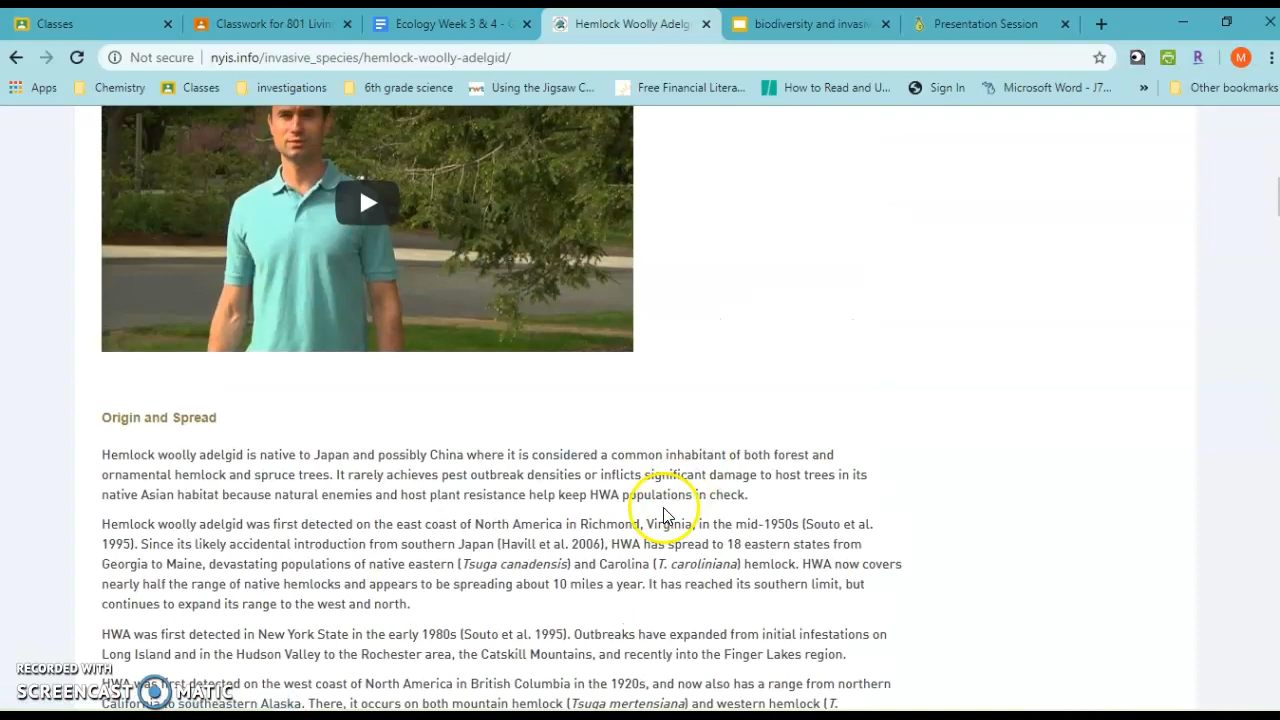 Classes
Classwork for 801 Livin
Ecology Week 3 & 4 -
Hemlock Woolly Adelg
biodiversity and invasiv
Presentation Session
Not secure
nyis.info/invasive_species/hemlock-woolly-adelgid/
M
Apps
Chemistry
Classes
investigations
6th grade science
rwt
Using the Jigsaw C...
Free Financial Litera...
How to Read and U...
Sign In
Microsoft Word - J7...
Other bookmarks
Origin and Spread
Hemlock woolly adelgid is native to Japan and possibly China where it is considered a common inhabitant of both forest and
ornamental hemlock and spruce trees. It rarely achieves pest outbreak densities or inflicts significant damage to host trees in its
native Asian habitat because natural enemies and host plant resistance help keep HWA populations in check.
Hemlock woolly adelgid was first detected on the east coast of North America in Richmond, Virginia, in the mid-1950s (Souto et al.
1995). Since its likely accidental introduction from southern Japan (Havill et al. 2006), HWA has spread to 18 eastern states from
Georgia to Maine, devastating populations of native eastern (Tsuga canadensis) and Carolina (T. caroliniana) hemlock. HWA now covers
nearly half the range of native hemlocks and appears to be spreading about 10 miles a year. It has reached its southern limit, but
continues to expand its range to the west and north.
HWA was first detected in New York State in the early 1980s (Souto et al. 1995). Outbreaks have expanded from initial infestations on
Long Island and in the Hudson Valley to the Rochester area, the Catskill Mountains, and recently into the Finger Lakes region.
HWA was first detected on the west coast of North America in British Columbia in the 1920s, and now also has a range from northern
California to southeastern Alaska. There, it occurs on both mountain hemlock (Tsuga mertensiana) and western hemlock (T.
RECORDED WITH
SCREENCAST MATIC